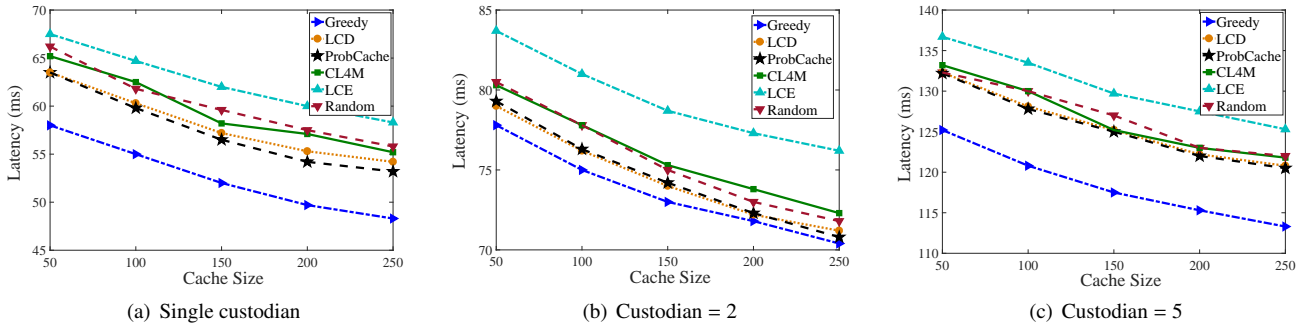 70
65
60
55
50
45
50
100
150
200
250
Latency (ms)
Cache Size
Greedy
LCD
ProbCache
CL4M
LCE
Random
(a) Single custodian
85
80
75
70
50
100
150
200
250
Latency (ms)
Cache Size
Greedy
LCD
ProbCache
CL4M
LCE
Random
(b) Custodian = 2
140
135
130
125
120
115
110
50
100
150
200
250
Latency (ms)
Cache Size
Greedy
LCD
ProbCache
CL4M
LCE
Random
(c) Custodian = 5